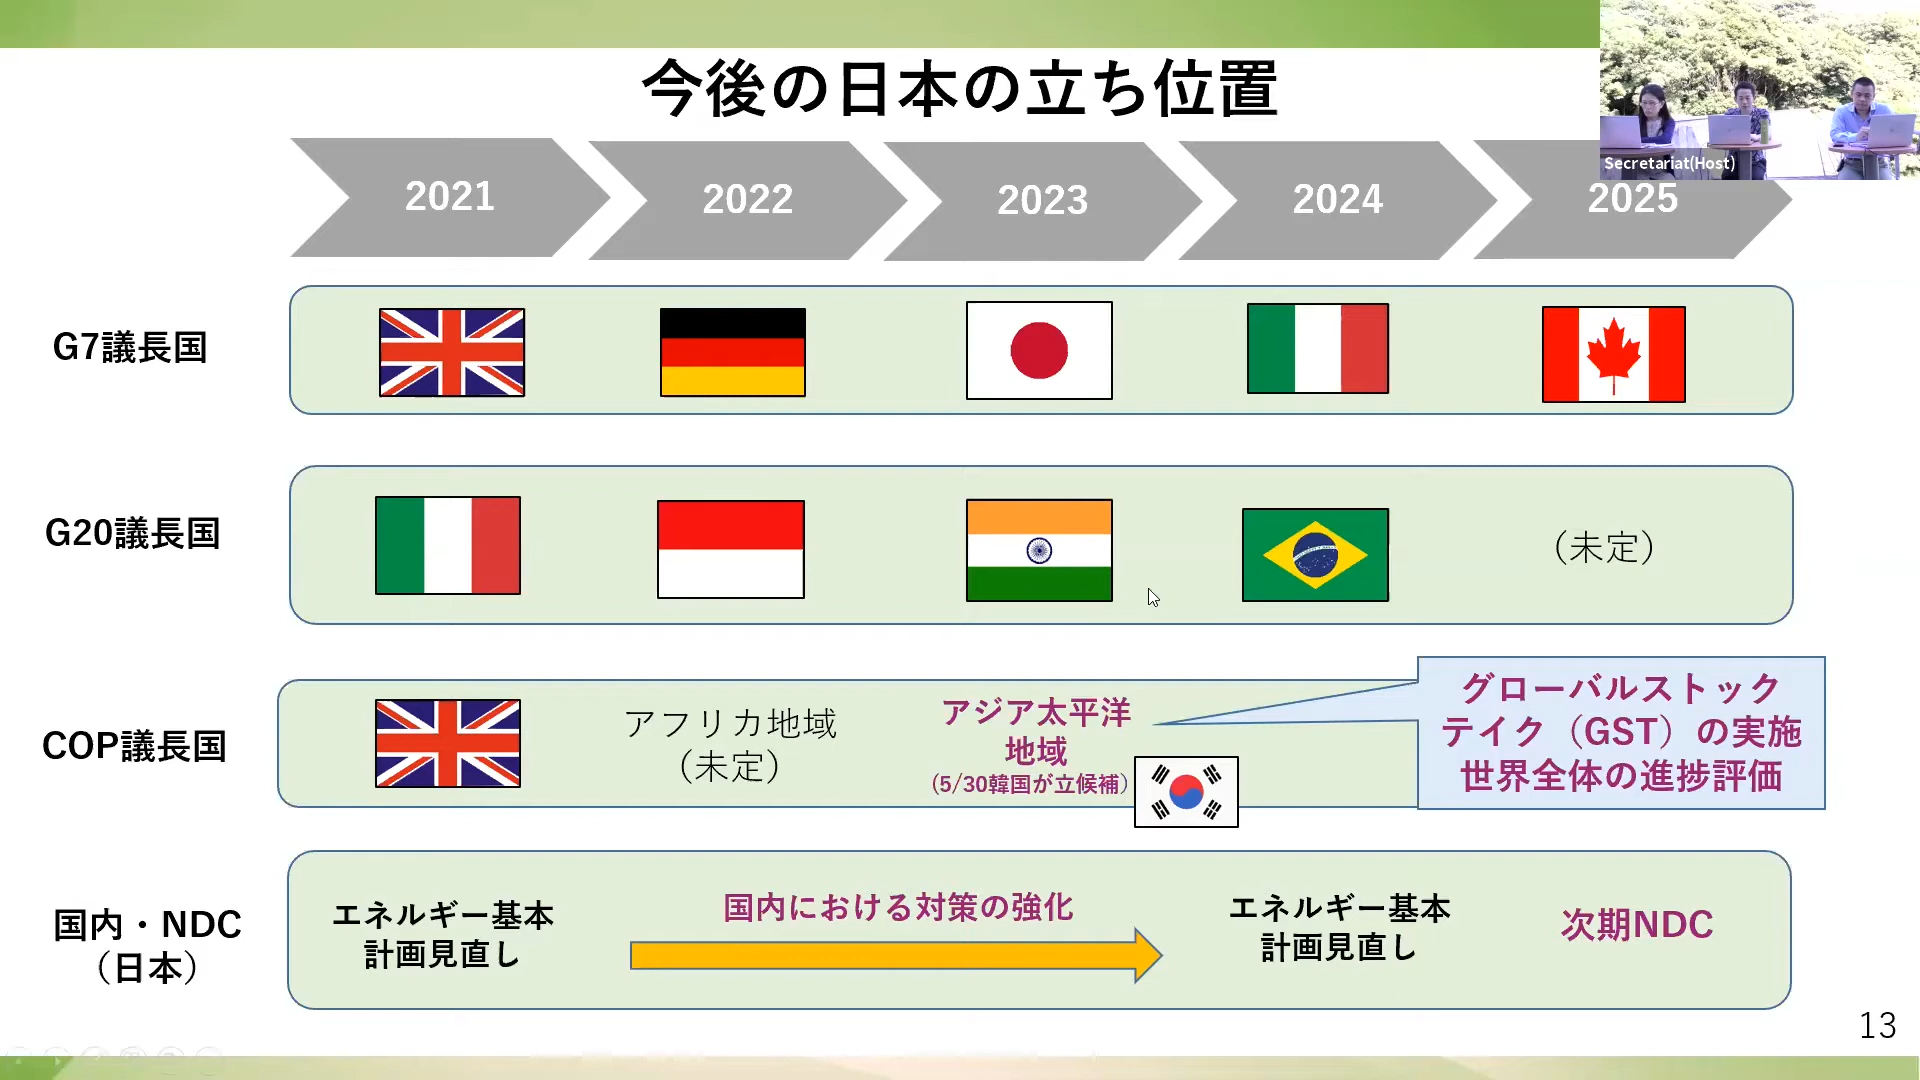 今後の日本の立ち位置
Secretariat(Host)
2021
2022
2023
2024
2025
G7議長国
G20議長国
（未定）
COP議長国
アフリカ地域
（未定）
アジア太平洋
地域
(5/30韓国が立候補)
グローバルストック
テイク（GST）の実施
世界全体の進捗評価
国内・NDC
（日本）
エネルギー基本
計画見直し
国内における対策の強化
エネルギー基本
計画見直し
次期NDC
13